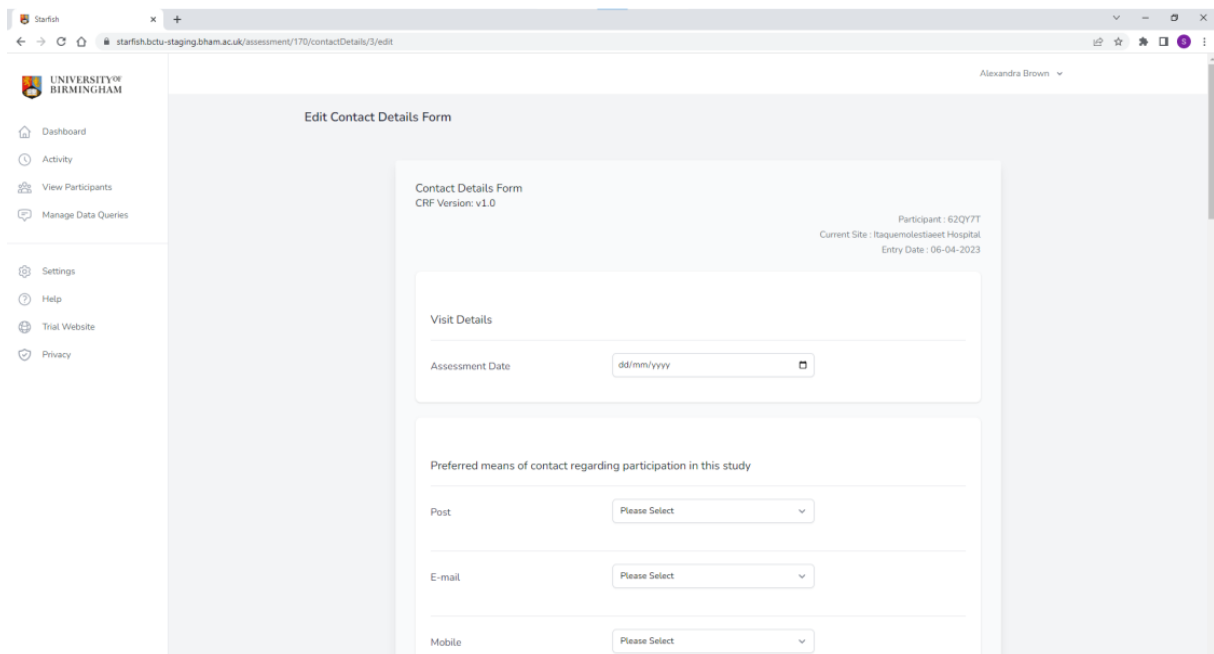 Starfish
starfish.bctu-staging.bham.ac.uk/assessment/170/contactDetails/3/edit
S
UNIVERSITYOF
BIRMINGHAM
Alexandra Brown
Dashboard
Activity
View Participants
Manage Data Queries
Settings
Help
Trial Website
Privacy
Edit Contact Details Form
Contact Details Form
CRF Version: v1.0
Participant : 62QY7T
Current Site : Itaquemolestiaeet Hospital
Entry Date : 06-04-2023
Visit Details
Assessment Date dd/mm/yyyy
Preferred means of contact regarding participation in this study
Post Please Select
E-mail Please Select
Mobile Please Select